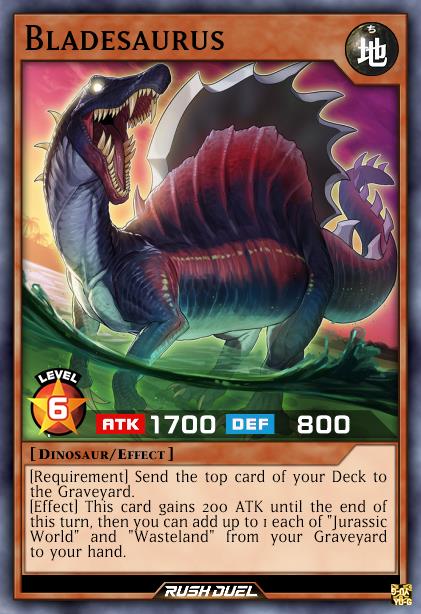 BLADESAURUS
ち
地
LEVEL
6
ATK 1700 DEF 800
[ DINOSAUR/EFFECT ]
[Requirement] Send the top card of your Deck to
the Graveyard.
[Effect] This card gains 200 ATK until the end of
this turn, then you can add up to 1 each of "Jurassic
World" and "Wasteland" from your Graveyard
to your hand.
RUSH DUEL